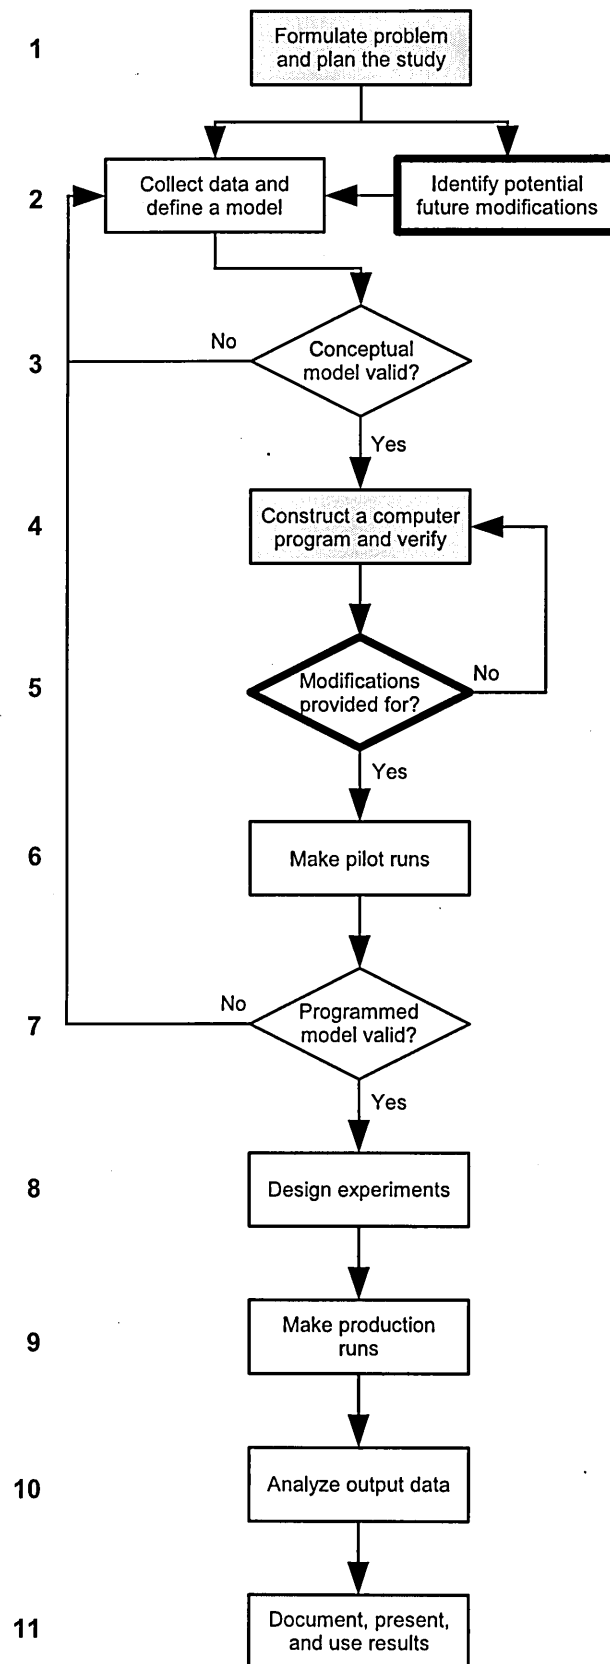 1
Formulate problem
and plan the study
2
Collect data and
define a model
Identify potential
future modifications
No
3
Conceptual
model valid?
Yes
4
Construct a computer
program and verify
5
Modifications
provided for?
No
Yes
6
Make pilot runs
No
7
Programmed
model valid?
Yes
8
Design experiments
9
Make production
runs
10
Analyze output data
11
Document, present,
and use results